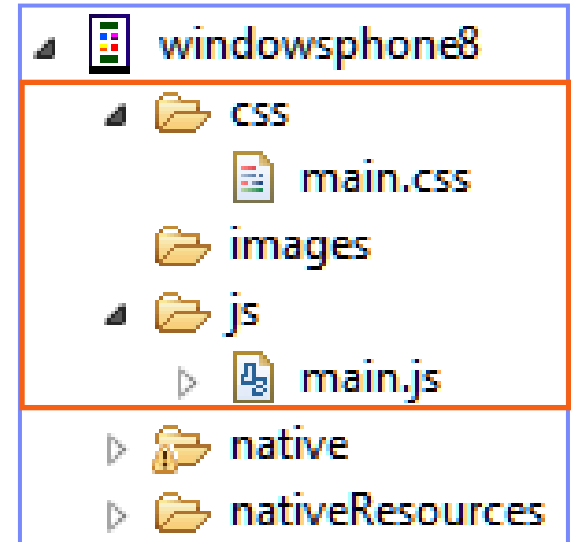 windowsphone8
css
main.css
images
js
main.js
native
nativeResources